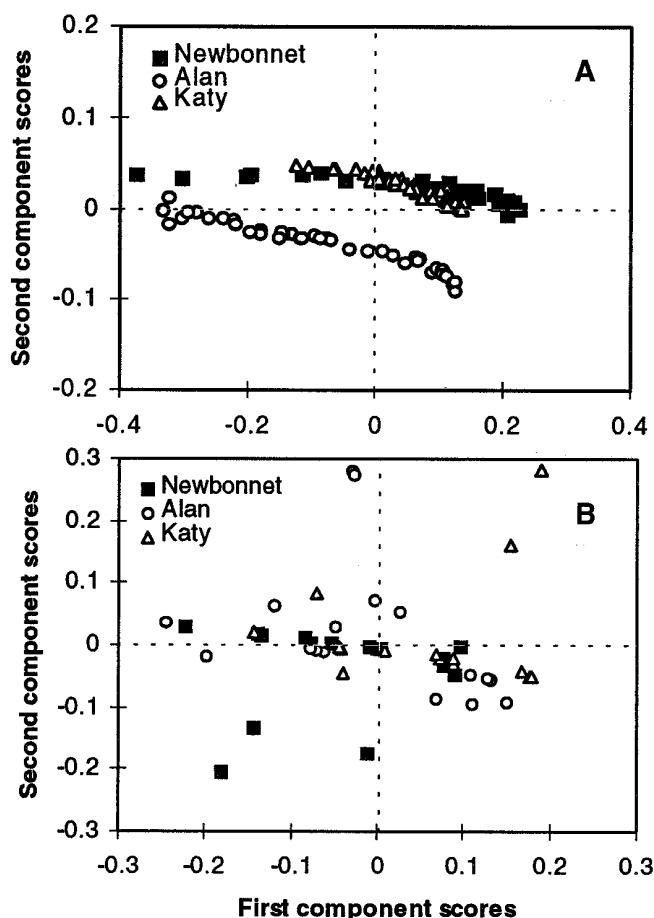 0.2
Newbonnet
Alan
Katy
A
0.1
0
-0.1
-0.2
-0.4
-0.2
0
0.2
0.4
Second component scores
0.3
Newbonnet
Alan
Katy
B
0.2
0.1
0
-0.1
-0.2
-0.3
-0.3
-0.2
-0.1
0
0.1
0.2
0.3
Second component scores
First component scores